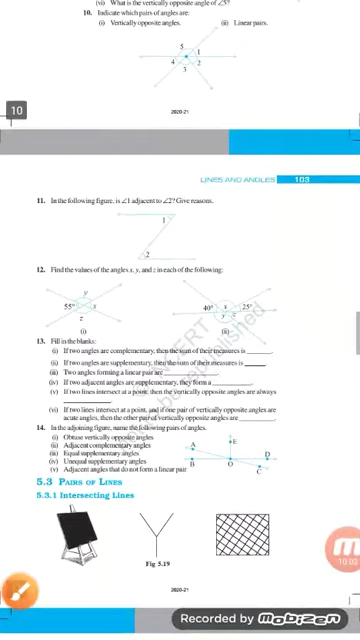 (vi) What is the vertically opposite angle of ∠5?
10. Indicate which pairs of angles are:
(i) Vertically opposite angles. (ii) Linear pairs.
5
1
4
2
3
10
2020-21
LINES AND ANGLES 103
11. In the following figure, is ∠1 adjacent to ∠2? Give reasons.
1
2
12. Find the values of the angles x, y, and z in each of the following:
y
55° x
z
40° x 25°
y z
(i) (ii)
13. Fill in the blanks:
(i) If two angles are complementary, then the sum of their measures is ______.
(ii) If two angles are supplementary, then the sum of their measures is ______.
(iii) Two angles forming a linear pair are ______________.
(iv) If two adjacent angles are supplementary, they form a ___________.
(v) If two lines intersect at a point, then the vertically opposite angles are always
_____________.
(vi) If two lines intersect at a point, and if one pair of vertically opposite angles are
acute angles, then the other pair of vertically opposite angles are __________.
14. In the adjoining figure, name the following pairs of angles.
(i) Obtuse vertically opposite angles
(ii) Adjacent complementary angles
(iii) Equal supplementary angles
(iv) Unequal supplementary angles
(v) Adjacent angles that do not form a linear pair
A
E
D
B
O
C
5.3 PAIRS OF LINES
5.3.1 Intersecting Lines
Fig 5.19
10:00
2020-21
Recorded by mobizen